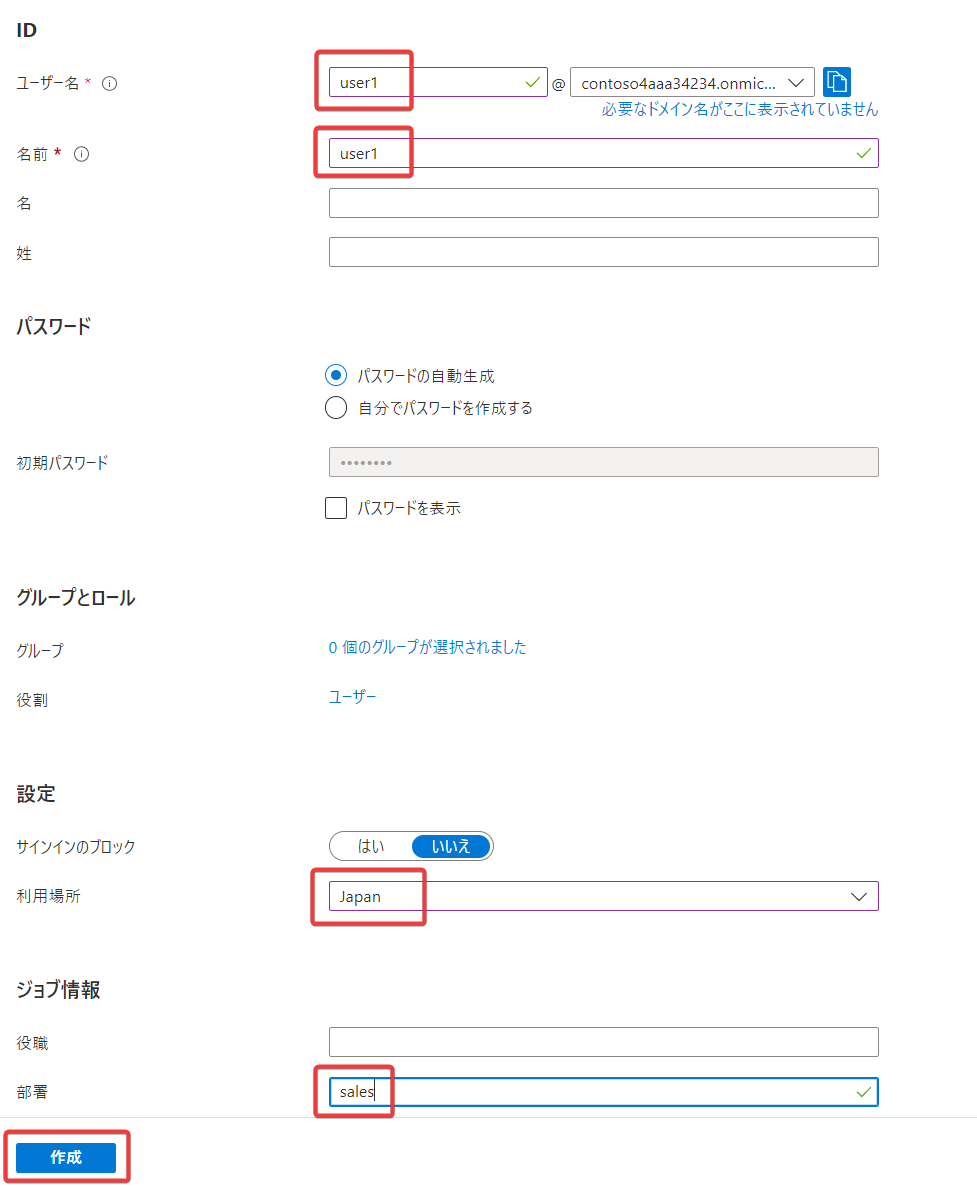 ID
ユーザー名 * user1 @ contoso4aaa34234.onmic...
必要なドメイン名がここに表示されていません
名前 * user1
名
姓
パスワード
パスワードの自動生成
自分でパスワードを作成する
初期パスワード ••••••••
パスワードを表示
グループとロール
グループ 0 個のグループが選択されました
役割 ユーザー
設定
サインインのブロック はい いいえ
利用場所 Japan
ジョブ情報
役職
部署 sales
作成